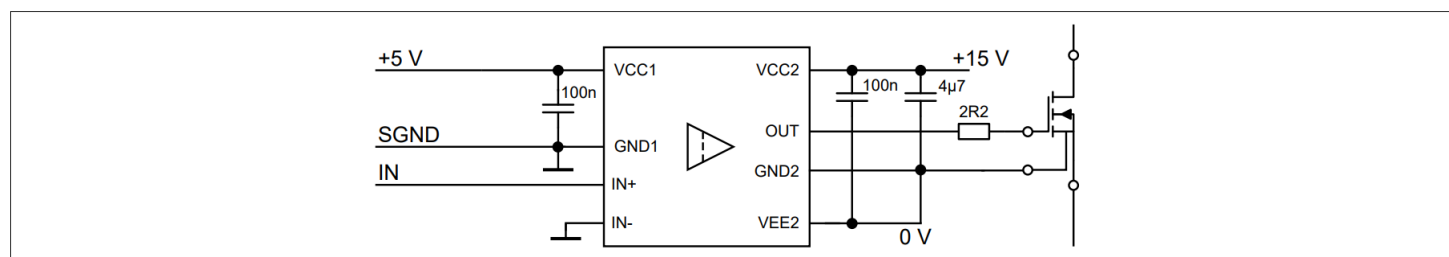 +5 V
VCC1
VCC2
+15 V
100n
100n
4µ7
2R2
OUT
SGND
GND1
GND2
IN
IN+
IN-
VEE2
0 V